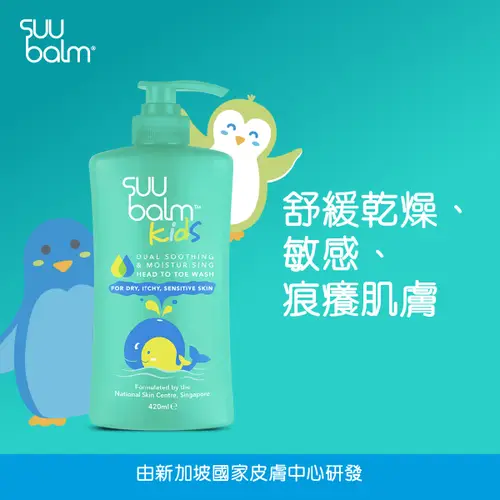 SUU
balm®
SUU
balm™
kids
DUAL SOOTHING
& MOISTURISING
HEAD TO TOE WASH
FOR DRY, ITCHY, SENSITIVE SKIN
Formulated by the
National Skin Centre, Singapore
420ml e
舒緩乾燥、
敏感、
痕癢肌膚
由新加坡國家皮膚中心研發